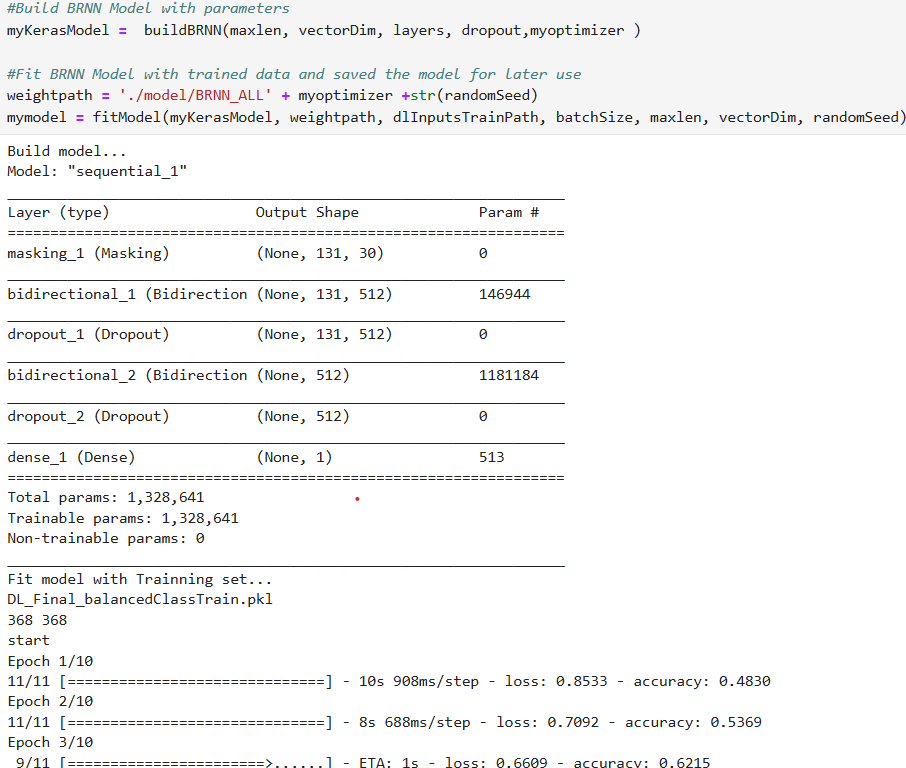 #Build BRNN Model with parameters
myKerasModel =  buildBRNN(maxlen, vectorDim, layers, dropout,myoptimizer )
#Fit BRNN Model with trained data and saved the model for later use
weightpath = './model/BRNN_ALL' + myoptimizer +str(randomSeed)
mymodel = fitModel(myKerasModel, weightpath, dlInputsTrainPath, batchSize, maxlen, vectorDim, randomSeed)
Build model...
Model: "sequential_1"
_________________________________________________________________
Layer (type)                 Output Shape              Param #
=================================================================
masking_1 (Masking)          (None, 131, 30)           0
_________________________________________________________________
bidirectional_1 (Bidirection (None, 131, 512)          146944
_________________________________________________________________
dropout_1 (Dropout)          (None, 131, 512)          0
_________________________________________________________________
bidirectional_2 (Bidirection (None, 512)               1181184
_________________________________________________________________
dropout_2 (Dropout)          (None, 512)               0
_________________________________________________________________
dense_1 (Dense)              (None, 1)                 513
=================================================================
Total params: 1,328,641
Trainable params: 1,328,641
Non-trainable params: 0
_________________________________________________________________
Fit model with Trainning set...
DL_Final_balancedClassTrain.pkl
368 368
start
Epoch 1/10
11/11 [==============================] - 10s 908ms/step - loss: 0.8533 - accuracy: 0.4830
Epoch 2/10
11/11 [==============================] - 8s 688ms/step - loss: 0.7092 - accuracy: 0.5369
Epoch 3/10
 9/11 [=======================>......] - ETA: 1s - loss: 0.6609 - accuracy: 0.6215